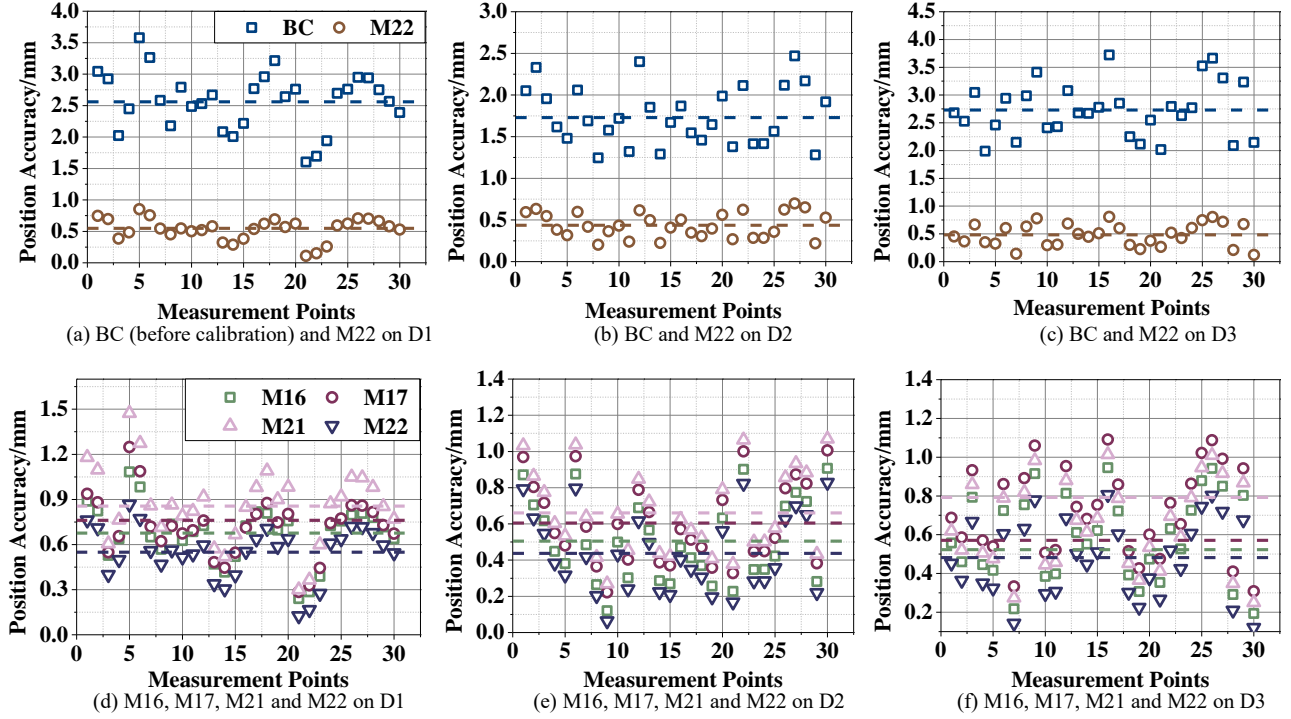 4.0
3.5
3.0
2.5
2.0
1.5
1.0
0.5
0.0
Position Accuracy/mm
BC M22
0 5 10 15 20 25 30
Measurement Points
(a) BC (before calibration) and M22 on D1
3.0
2.5
2.0
1.5
1.0
0.5
0.0
Position Accuracy/mm
0 5 10 15 20 25 30
Measurement Points
(b) BC and M22 on D2
4.5
4.0
3.5
3.0
2.5
2.0
1.5
1.0
0.5
0.0
Position Accuracy/mm
0 5 10 15 20 25 30
Measurement Points
(c) BC and M22 on D3
1.5
1.2
0.9
0.6
0.3
0.0
Position Accuracy/mm
M16 M17
M21 M22
0 5 10 15 20 25 30
Measurement Points
(d) M16, M17, M21 and M22 on D1
1.4
1.2
1.0
0.8
0.6
0.4
0.2
0.0
Position Accuracy/mm
0 5 10 15 20 25 30
Measurement Points
(e) M16, M17, M21 and M22 on D2
1.4
1.2
1.0
0.8
0.6
0.4
0.2
Position Accuracy/mm
0 5 10 15 20 25 30
Measurement Points
(f) M16, M17, M21 and M22 on D3